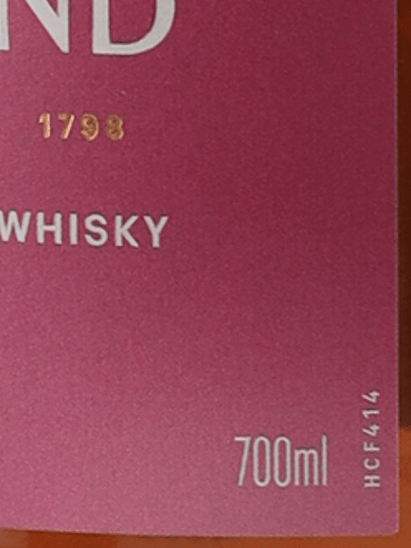 ND
1798
WHISKY
700ml
HCF414